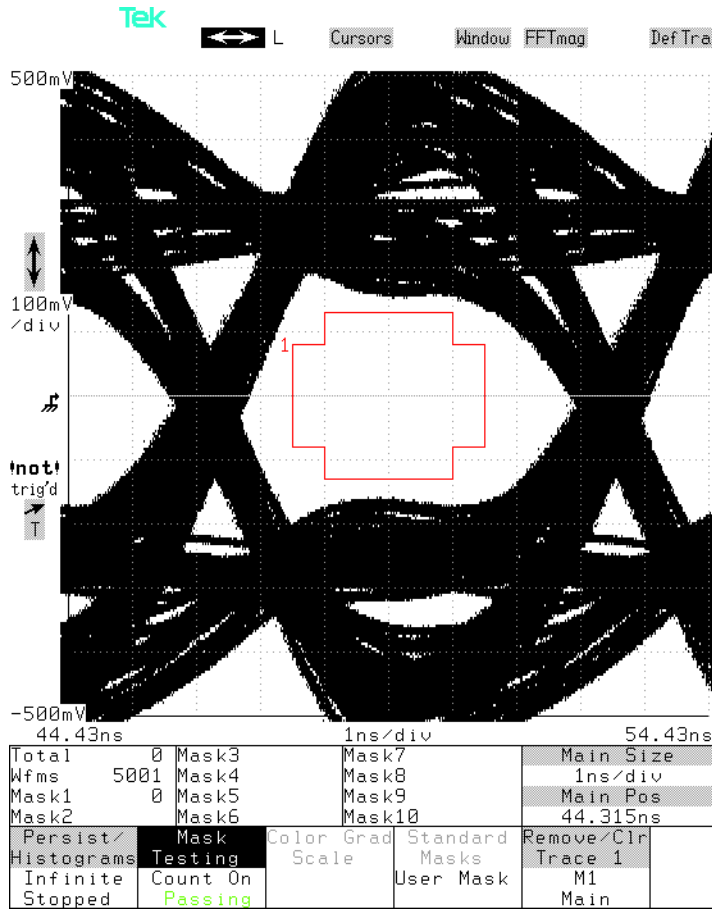 Tek
L Cursors Window FFTmag Def Tra
500mV
100mV
/div
1
!not!
trig'd
T
-500mV
44.43ns 1ns/div 54.43ns
Total 0 Mask3 Mask7 Main Size
Wfms 5001 Mask4 Mask8 1ns/div
Mask1 0 Mask5 Mask9 Main Pos
Mask2 Mask6 Mask10 44.315ns
Persist/ Mask Color Grad Standard Remove/Clr
Histograms Testing Scale Masks Trace 1
Infinite Count On User Mask M1
Stopped Passing Main